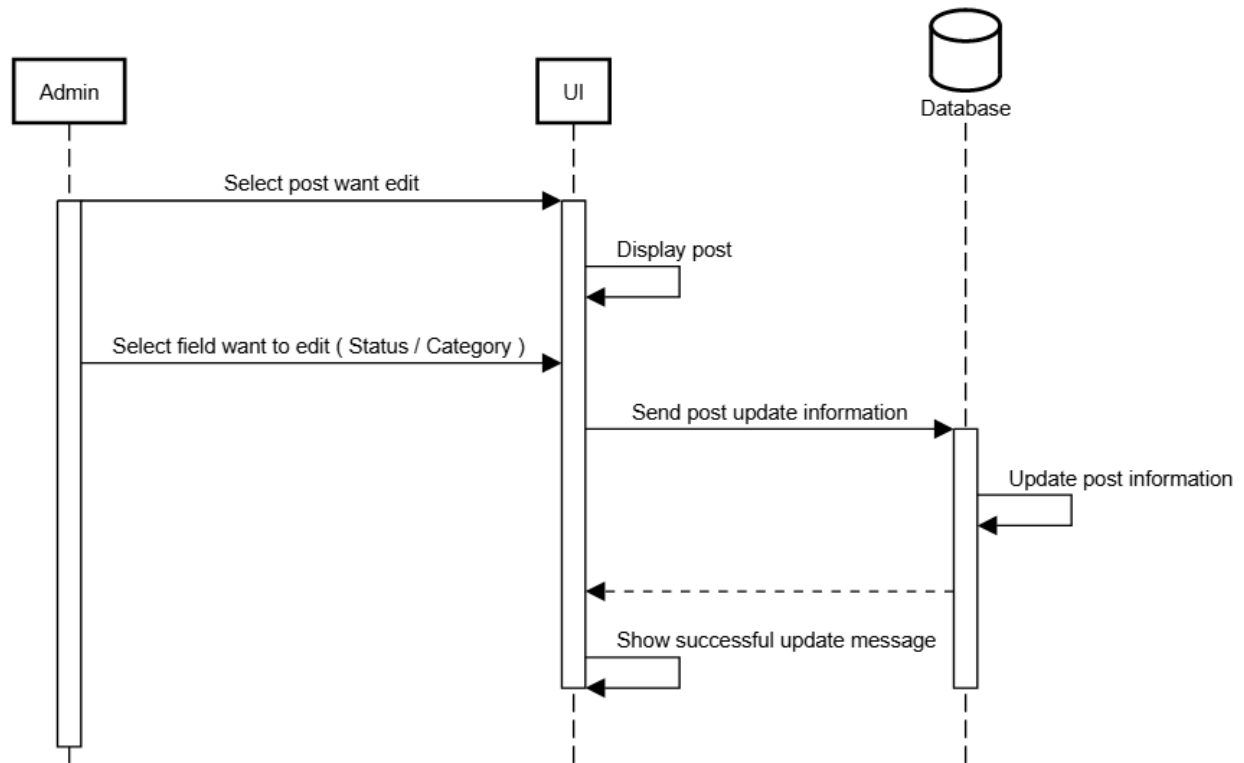 Admin
UI
Database
Select post want edit
Display post
Select field want to edit ( Status / Category )
Send post update information
Update post information
Show successful update message